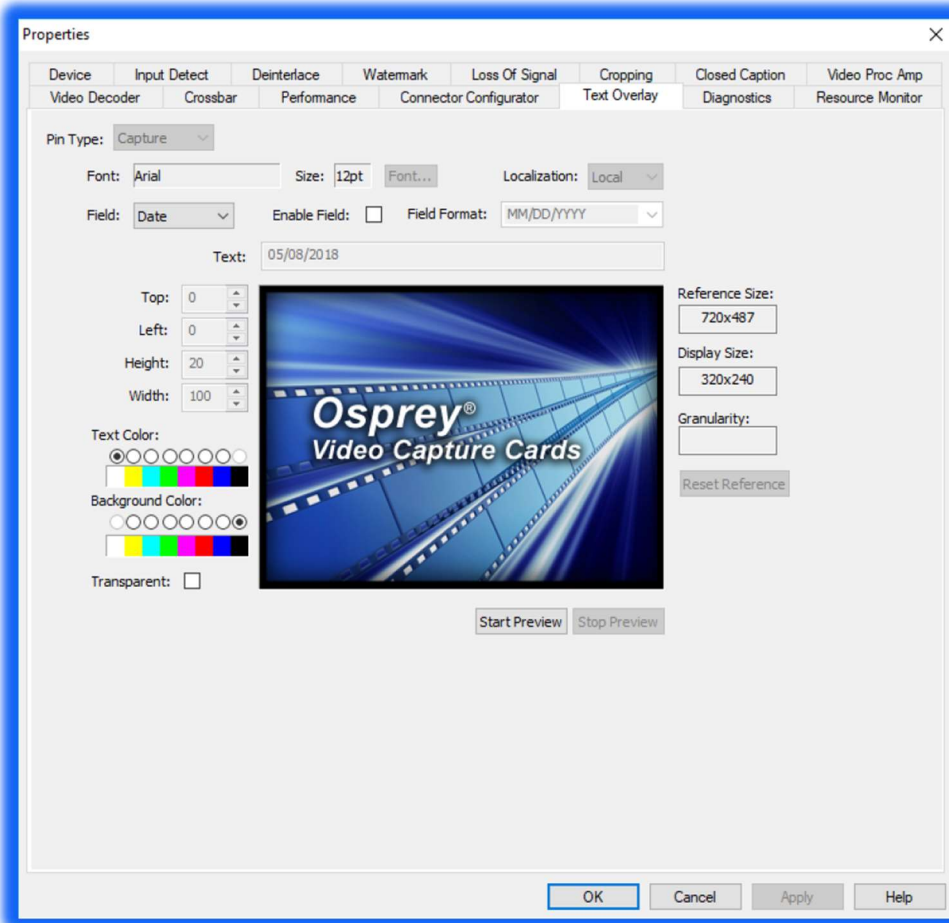 Properties
Device Input Detect Deinterlace Watermark Loss Of Signal Cropping Closed Caption Video Proc Amp
Video Decoder Crossbar Performance Connector Configurator Text Overlay Diagnostics Resource Monitor
Pin Type: Capture
Font: Arial Size: 12pt Font... Localization: Local
Field: Date Enable Field: Field Format: MM/DD/YYYY
Text: 05/08/2018
Top: 0
Left: 0
Height: 20
Width: 100
Text Color:
Background Color:
Transparent:
Osprey®
Video Capture Cards
Reference Size:
720x487
Display Size:
320x240
Granularity:
Reset Reference
Start Preview Stop Preview
OK Cancel Apply Help